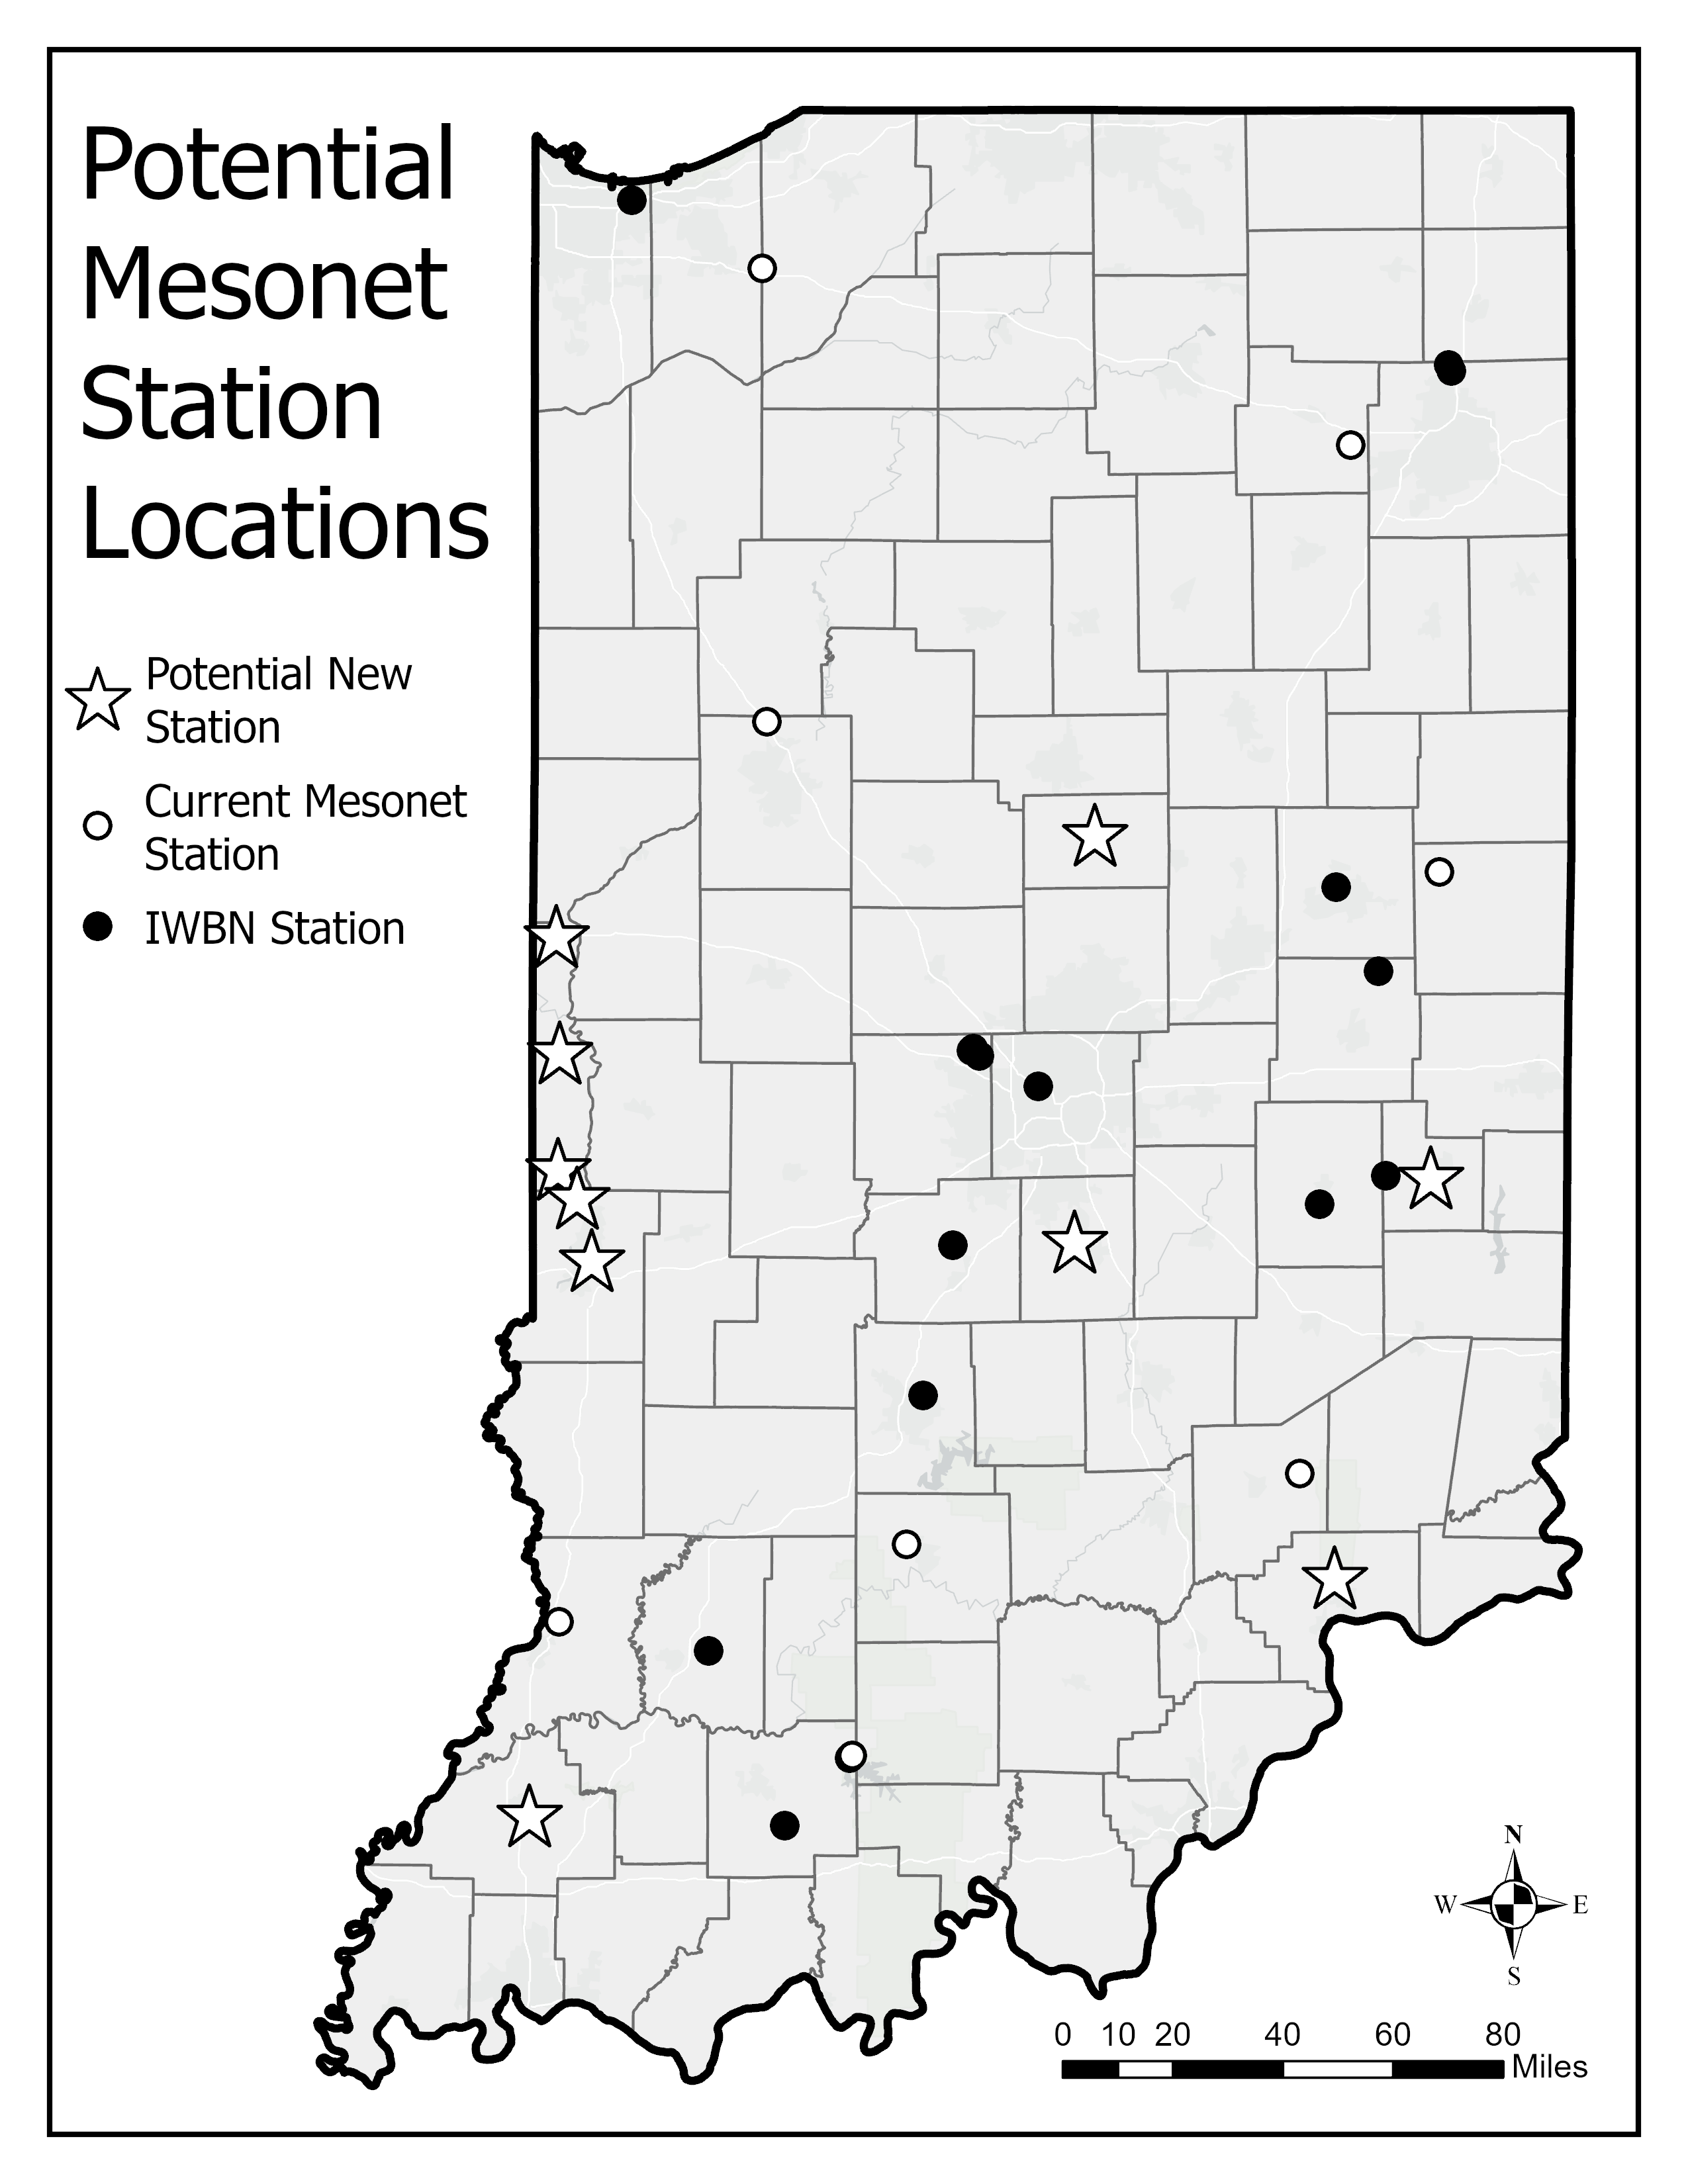 Potential
Mesonet
Station
Locations
Potential New
Station
Current Mesonet
Station
IWBN Station
N
W E
S
0 10 20 40 60 80
Miles